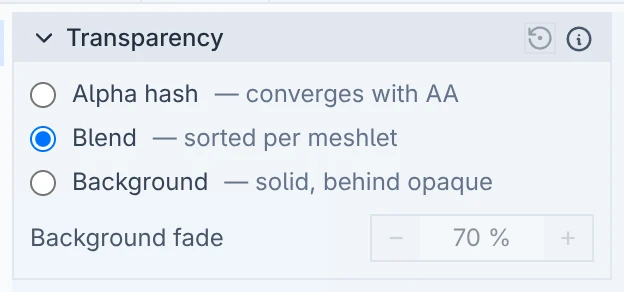 Transparency
Alpha hash — converges with AA
Blend — sorted per meshlet
Background — solid, behind opaque
Background fade − 70 % +